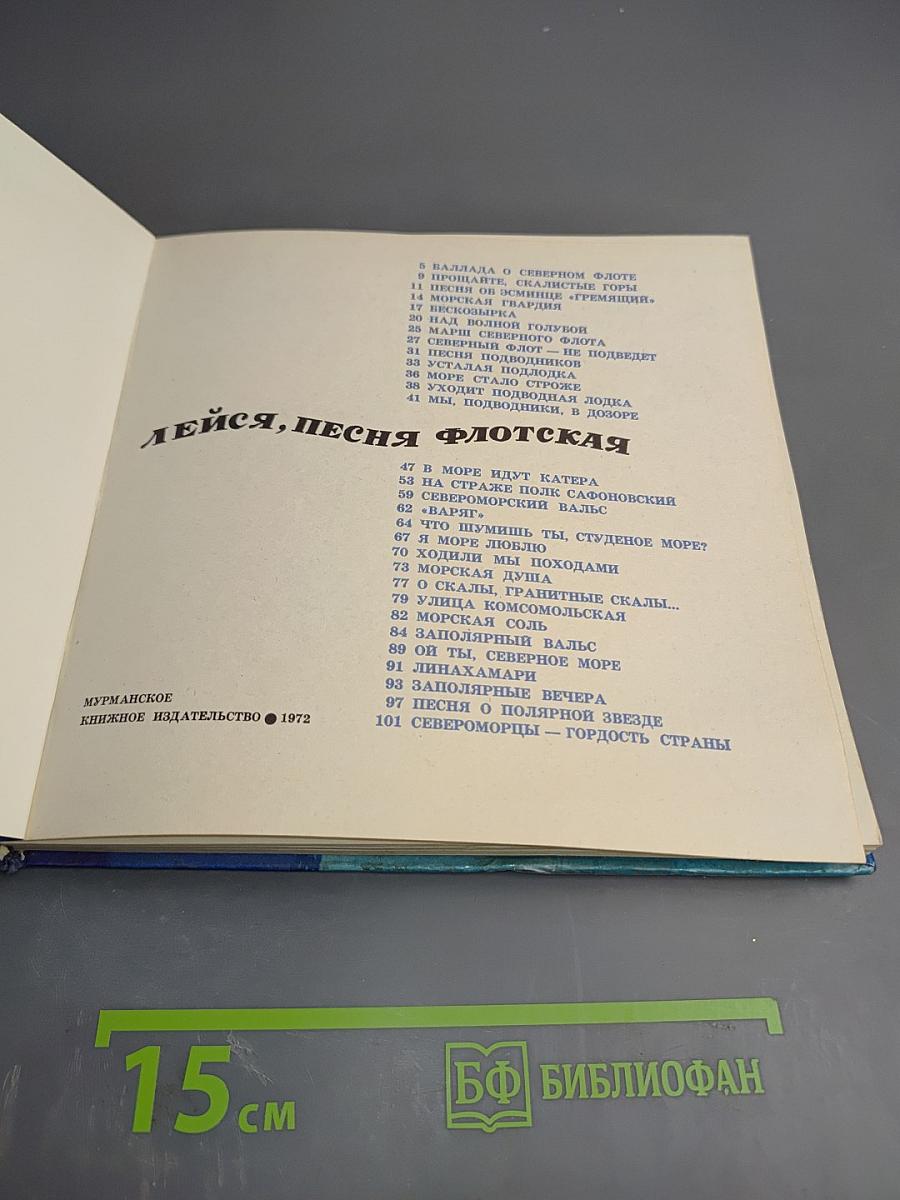 5 БАЛЛАДА О СЕВЕРНОМ ФЛОТЕ
9 ПРОЩАЙТЕ, СКАЛИСТЫЕ ГОРЫ
11 ПЕСНЯ ОБ ЭСМИНЦЕ «ГРЕМЯЩИЙ»
14 МОРСКАЯ ГВАРДИЯ
17 БЕСКОЗЫРКА
20 НАД ВОЛНОЙ ГОЛУБОЙ
25 МАРШ СЕВЕРНОГО ФЛОТА
27 СЕВЕРНЫЙ ФЛОТ — НЕ ПОДВЕДЕТ
31 ПЕСНЯ ПОДВОДНИКОВ
33 УСТАЛАЯ ПОДЛОДКА
36 МОРЕ СТАЛО СТРОЖЕ
38 УХОДИТ ПОДВОДНАЯ ЛОДКА
41 МЫ, ПОДВОДНИКИ, В ДОЗОРЕ
ЛЕЙСЯ, ПЕСНЯ ФЛОТСКАЯ
47 В МОРЕ ИДУТ КАТЕРА
53 НА СТРАЖЕ ПОЛК САФОНОВСКИЙ
59 СЕВЕРОМОРСКИЙ ВАЛЬС
62 «ВАРЯГ»
64 ЧТО ШУМИШЬ ТЫ, СТУДЕНОЕ МОРЕ?
67 Я МОРЕ ЛЮБЛЮ
70 ХОДИЛИ МЫ ПОХОДАМИ
73 МОРСКАЯ ДУША
77 О СКАЛЫ, ГРАНИТНЫЕ СКАЛЫ...
79 УЛИЦА КОМСОМОЛЬСКАЯ
82 МОРСКАЯ СОЛЬ
84 ЗАПОЛЯРНЫЙ ВАЛЬС
89 ОЙ ТЫ, СЕВЕРНОЕ МОРЕ
91 ЛИНАХАМАРИ
93 ЗАПОЛЯРНЫЕ ВЕЧЕРА
97 ПЕСНЯ О ПОЛЯРНОЙ ЗВЕЗДЕ
101 СЕВЕРОМОРЦЫ — ГОРДОСТЬ СТРАНЫ
МУРМАНСКОЕ
КНИЖНОЕ ИЗДАТЕЛЬСТВО ● 1972
15 см
БФ БИБЛИОФАН